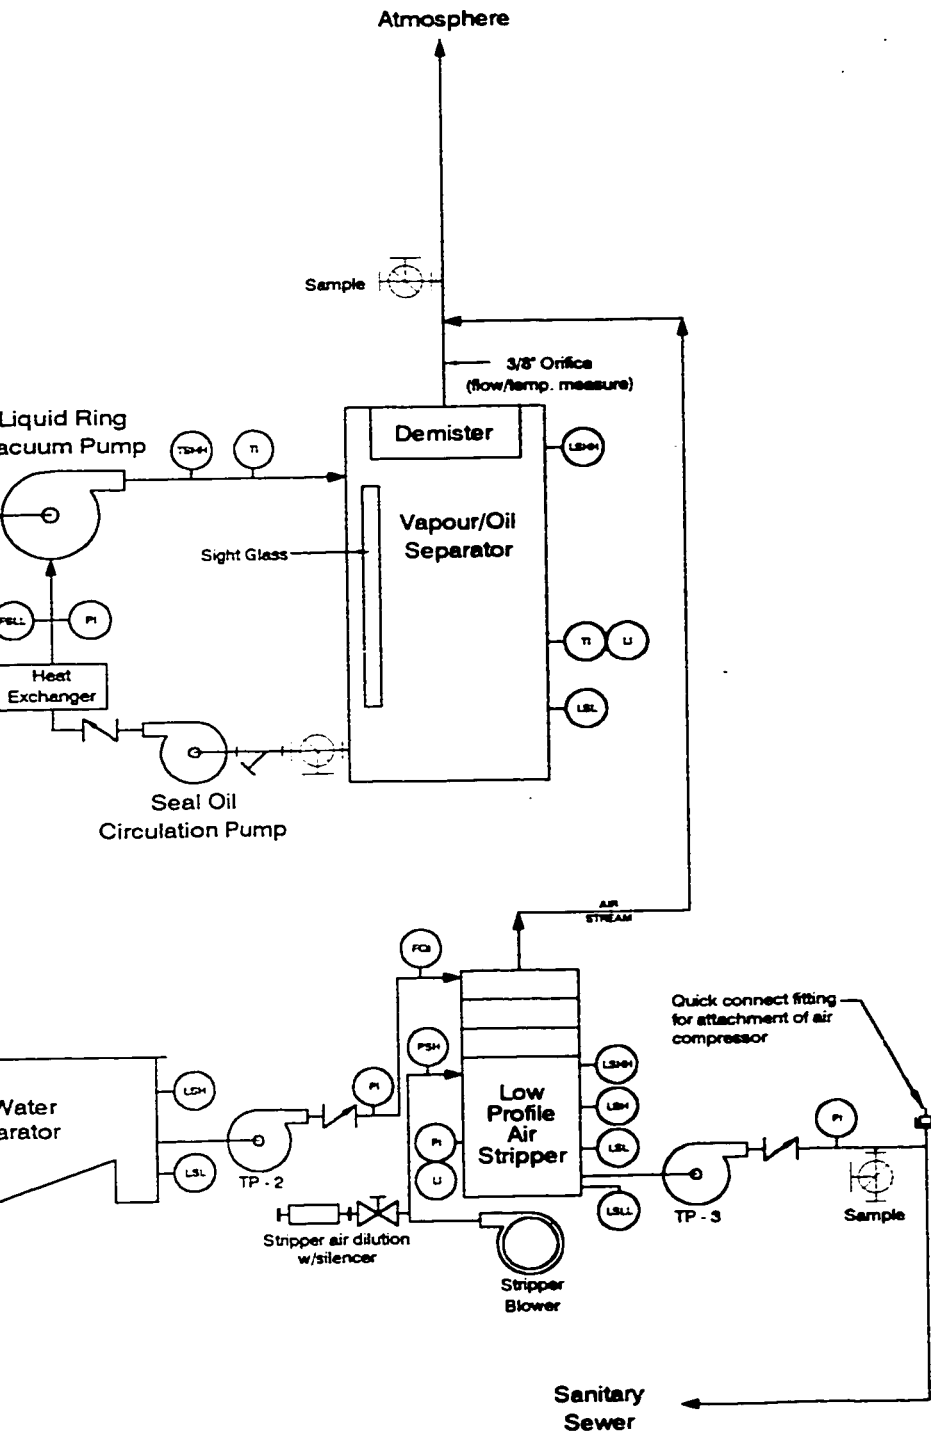 Atmosphere
Sample
3/8" Orifice
(flow/temp. measure)
Liquid Ring
acuum Pump
TSHH
TI
Demister
LSHH
Vapour/Oil
Separator
Sight Glass
PSLL
PI
TI
LI
Heat
Exchanger
LSL
Seal Oil
Circulation Pump
AIR
STREAM
FQI
Quick connect fitting
for attachment of air
compressor
PSH
LSHH
Water
arator
LSH
PI
Low
Profile
Air
Stripper
LSH
PI
PI
LSL
LSL
LI
TP - 2
LSLL
TP - 3
Sample
Stripper air dilution
w/silencer
Stripper
Blower
Sanitary
Sewer